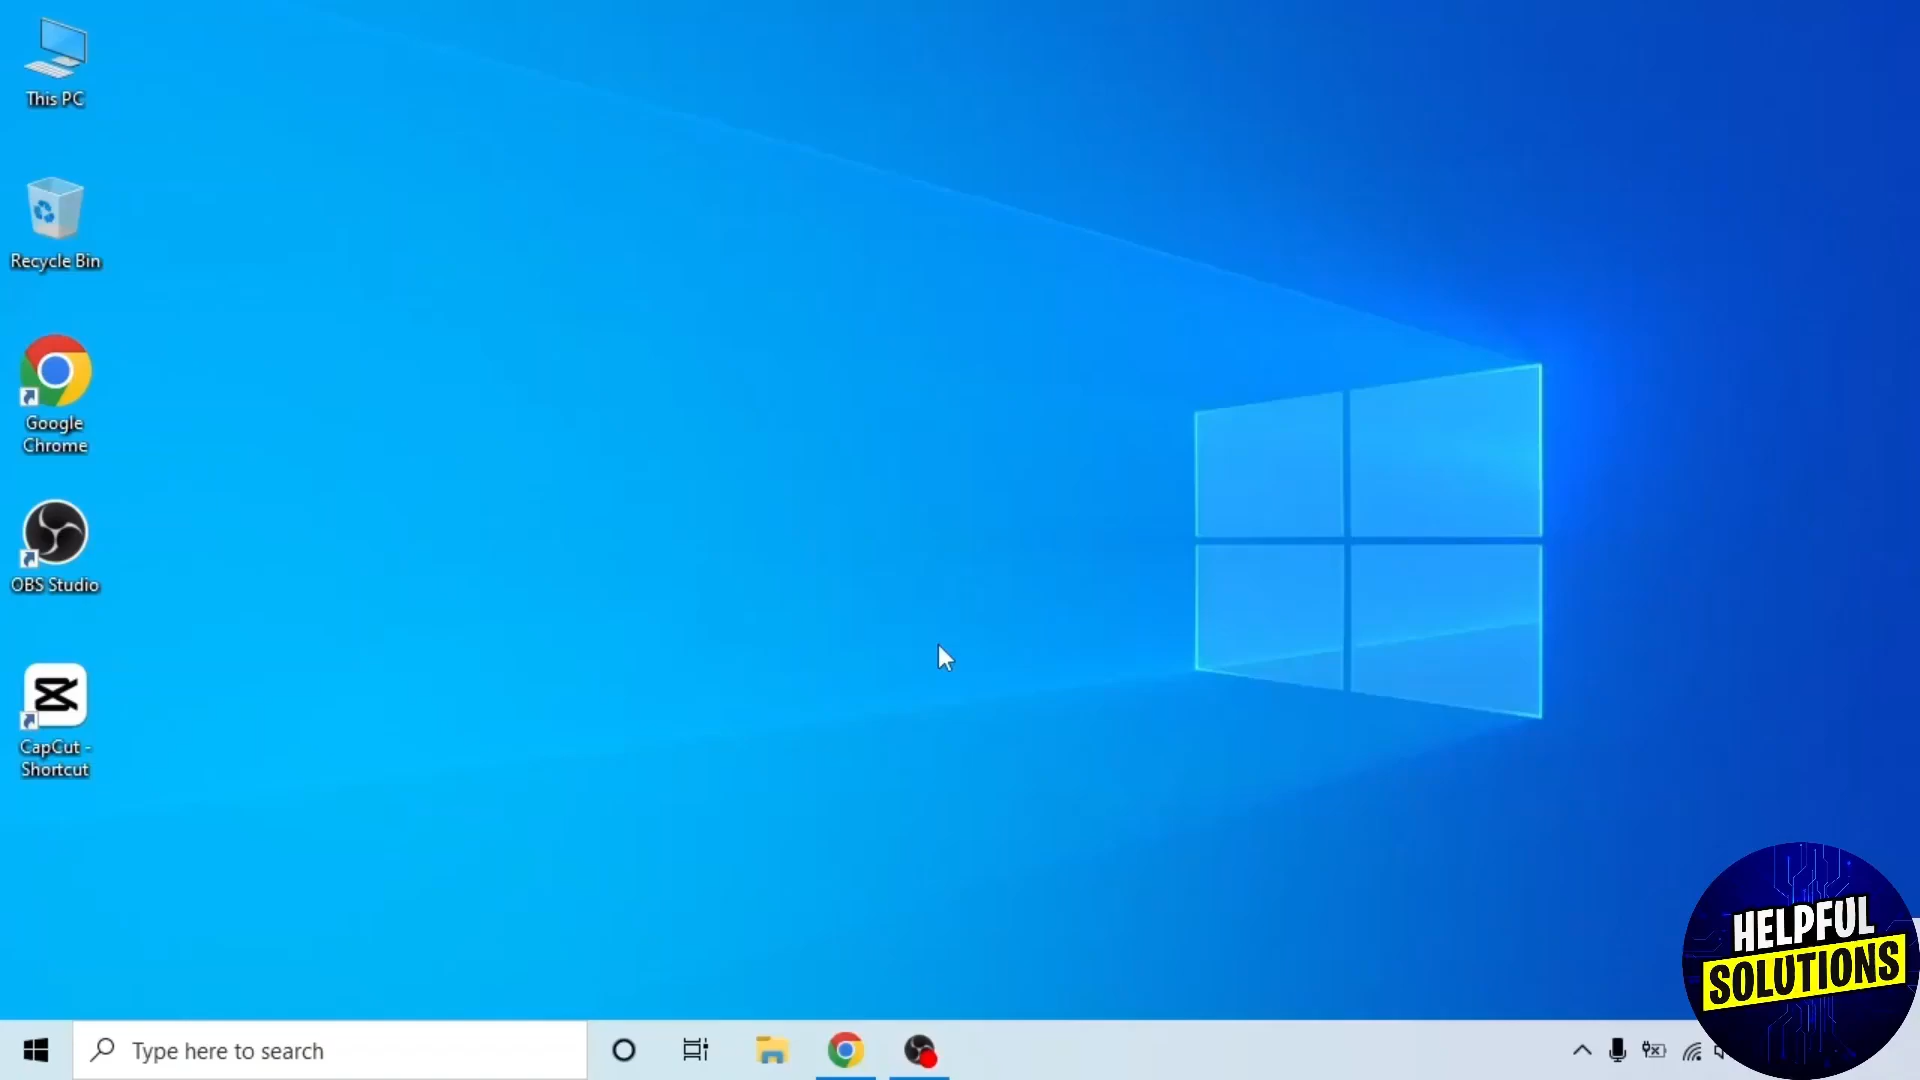 This PC
Recycle Bin
Google
Chrome
OBS Studio
CapCut -
Shortcut
HELPFUL
SOLUTIONS
Type here to search